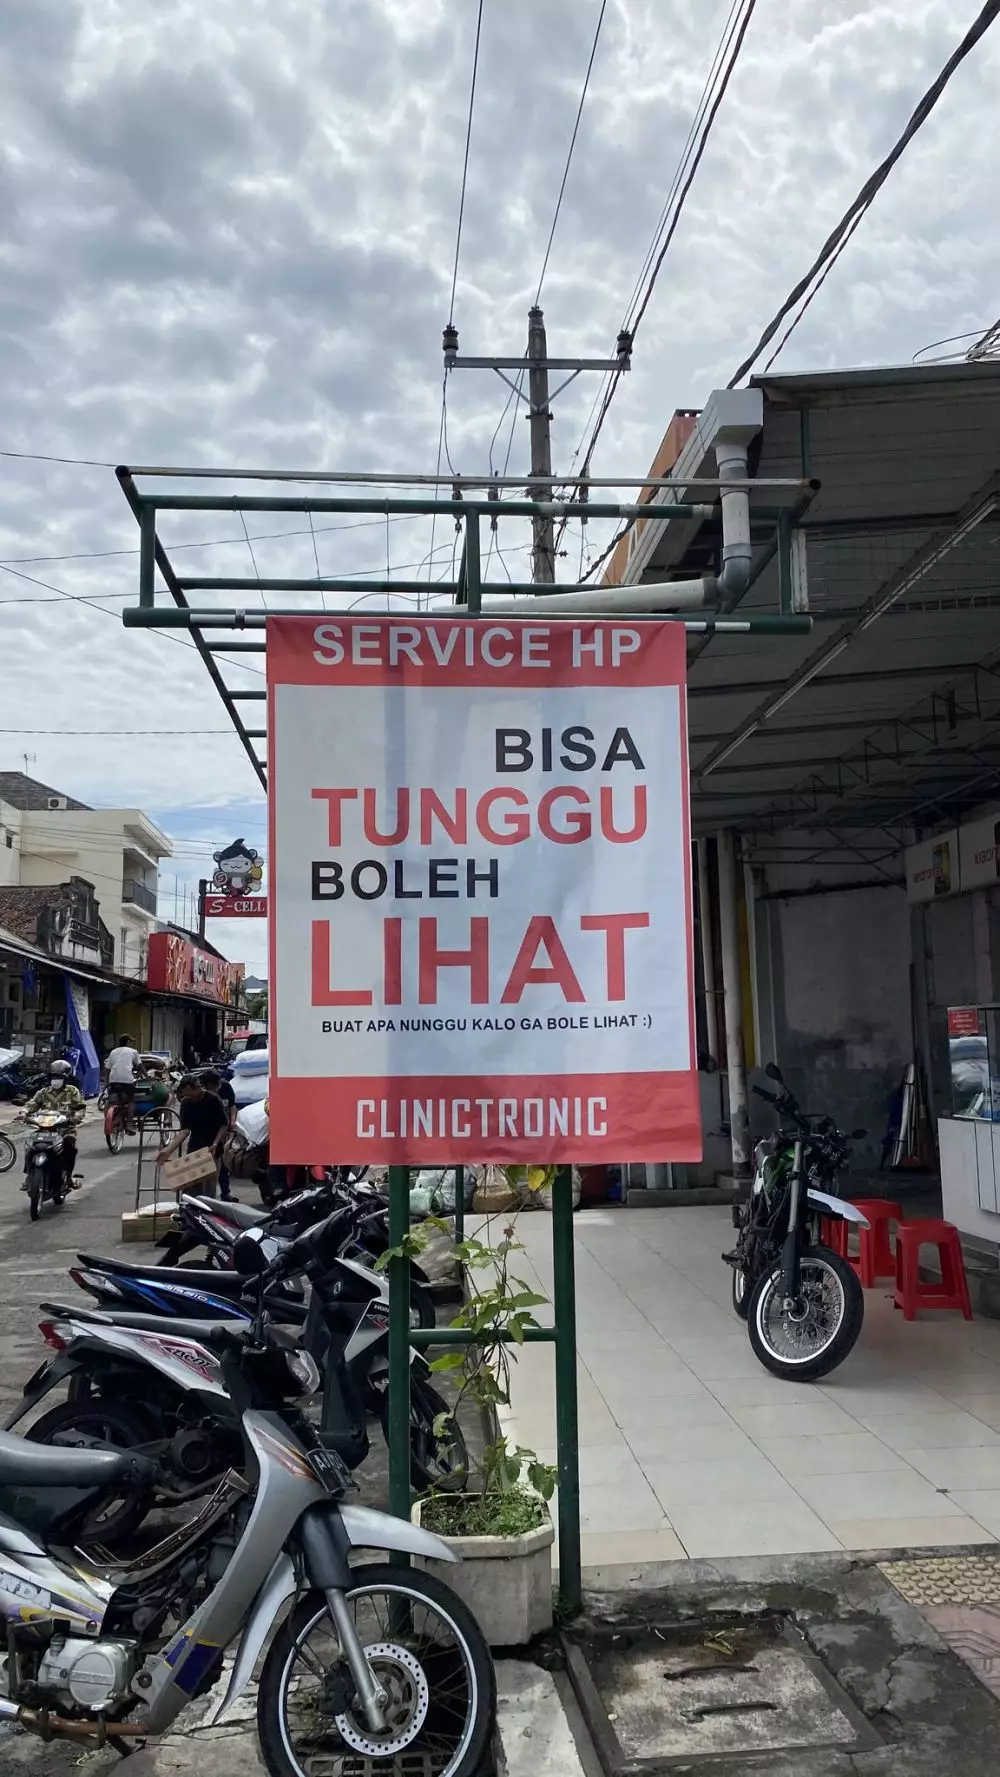 SERVICE HP
BISA
TUNGGU
BOLEH
LIHAT
BUAT APA NUNGGU KALO GA BOLE LIHAT :)
CLINICTRONIC
S-CELL